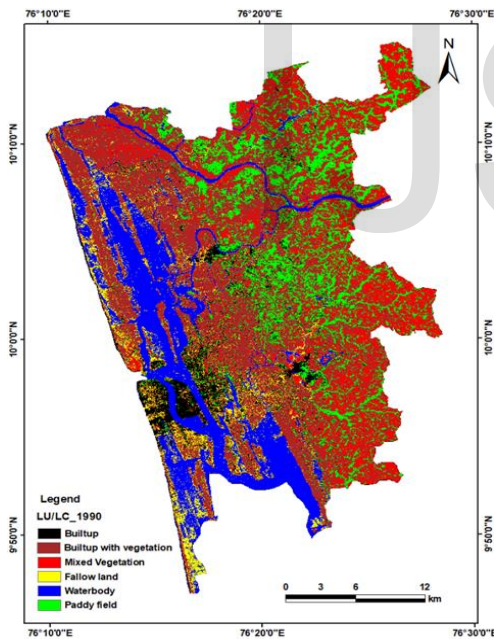 76°10'0"E 76°20'0"E 76°30'0"E
N
10°10'0"N 10°10'0"N
10°0'0"N 10°0'0"N
9°50'0"N 9°50'0"N
Legend
LU/LC_1990
Builtup
Builtup with vegetation
Mixed Vegetation
Fallow land
Waterbody
Paddy field
0 3 6 12
km
76°10'0"E 76°20'0"E 76°30'0"E